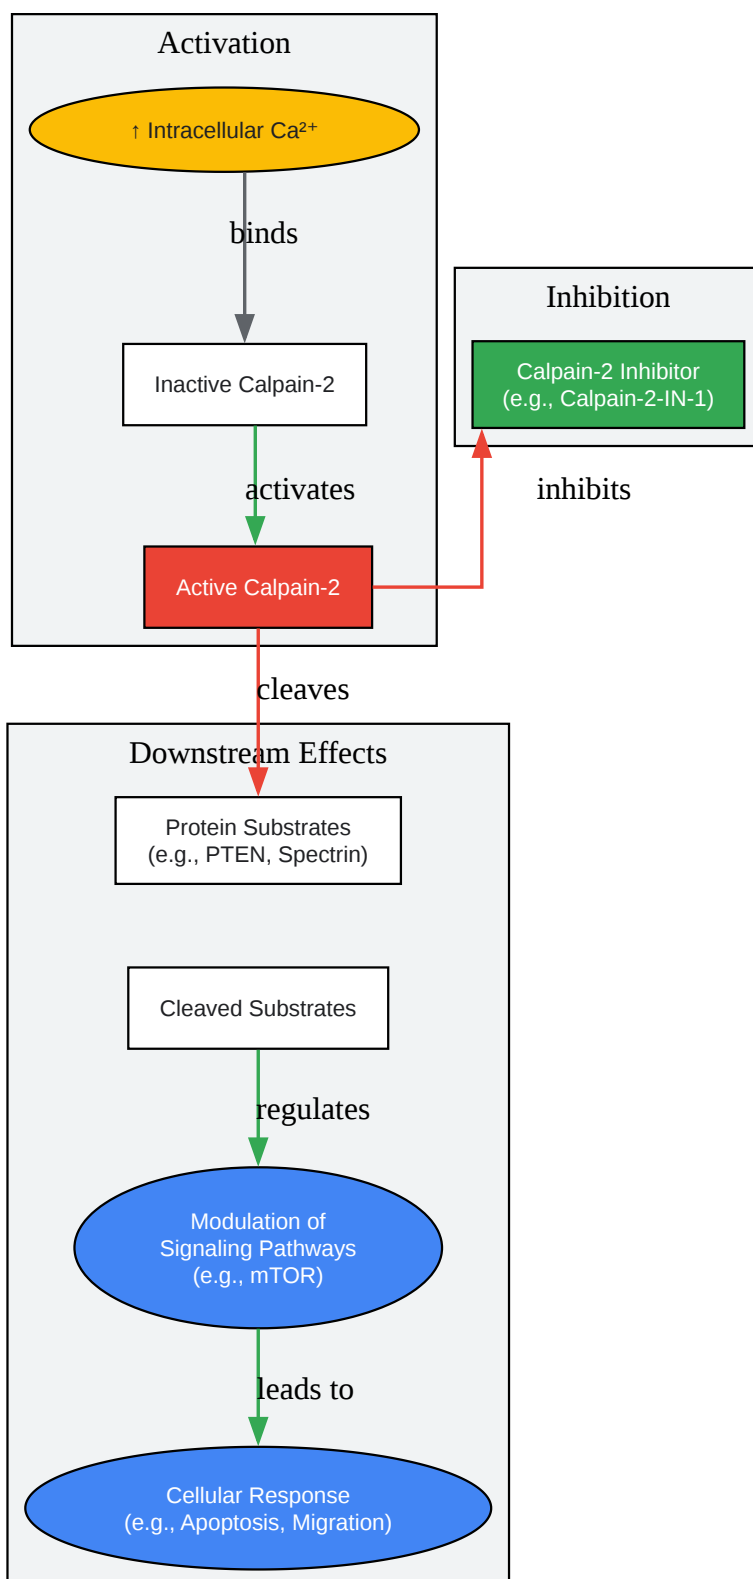 Activation
↑ Intracellular Ca²⁺
binds
Inactive Calpain-2
activates
Active Calpain-2
Inhibition
Calpain-2 Inhibitor
(e.g., Calpain-2-IN-1)
inhibits
cleaves
Downstream Effects
Protein Substrates
(e.g., PTEN, Spectrin)
Cleaved Substrates
regulates
Modulation of
Signaling Pathways
(e.g., mTOR)
leads to
Cellular Response
(e.g., Apoptosis, Migration)